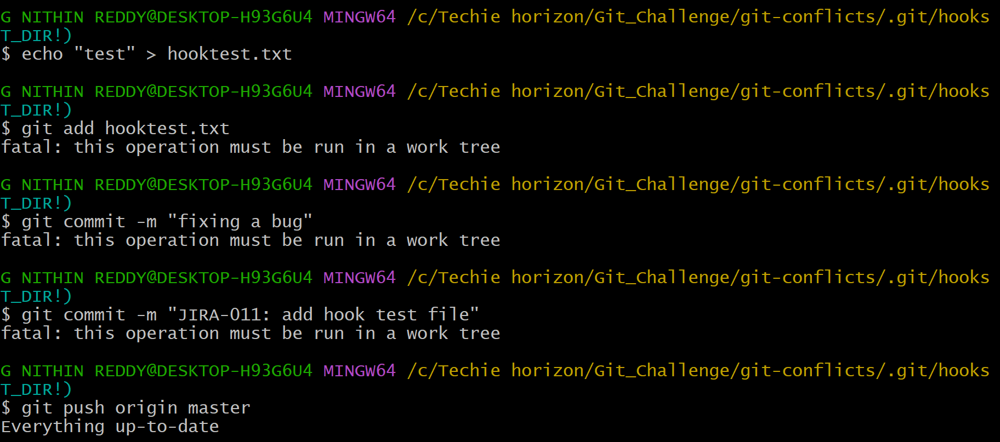 G NITHIN REDDY@DESKTOP-H93G6U4 MINGW64 /c/Techie horizon/Git_Challenge/git-conflicts/.git/hooks
T_DIR!)
$ echo "test" > hooktest.txt
G NITHIN REDDY@DESKTOP-H93G6U4 MINGW64 /c/Techie horizon/Git_Challenge/git-conflicts/.git/hooks
T_DIR!)
$ git add hooktest.txt
fatal: this operation must be run in a work tree
G NITHIN REDDY@DESKTOP-H93G6U4 MINGW64 /c/Techie horizon/Git_Challenge/git-conflicts/.git/hooks
T_DIR!)
$ git commit -m "fixing a bug"
fatal: this operation must be run in a work tree
G NITHIN REDDY@DESKTOP-H93G6U4 MINGW64 /c/Techie horizon/Git_Challenge/git-conflicts/.git/hooks
T_DIR!)
$ git commit -m "JIRA-011: add hook test file"
fatal: this operation must be run in a work tree
G NITHIN REDDY@DESKTOP-H93G6U4 MINGW64 /c/Techie horizon/Git_Challenge/git-conflicts/.git/hooks
T_DIR!)
$ git push origin master
Everything up-to-date